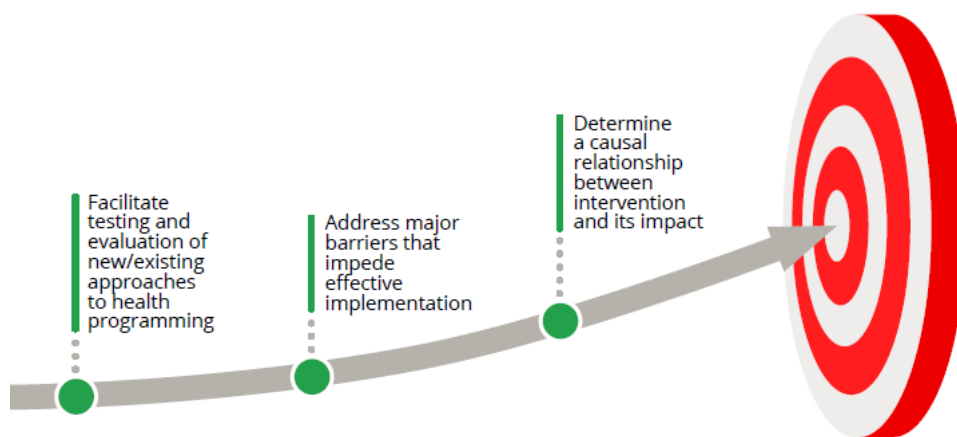 Facilitate
testing and
evaluation of
new/existing
approaches
to health
programming
Address major
barriers that
impede
effective
implementation
Determine
a causal
relationship
between
intervention
and its impact